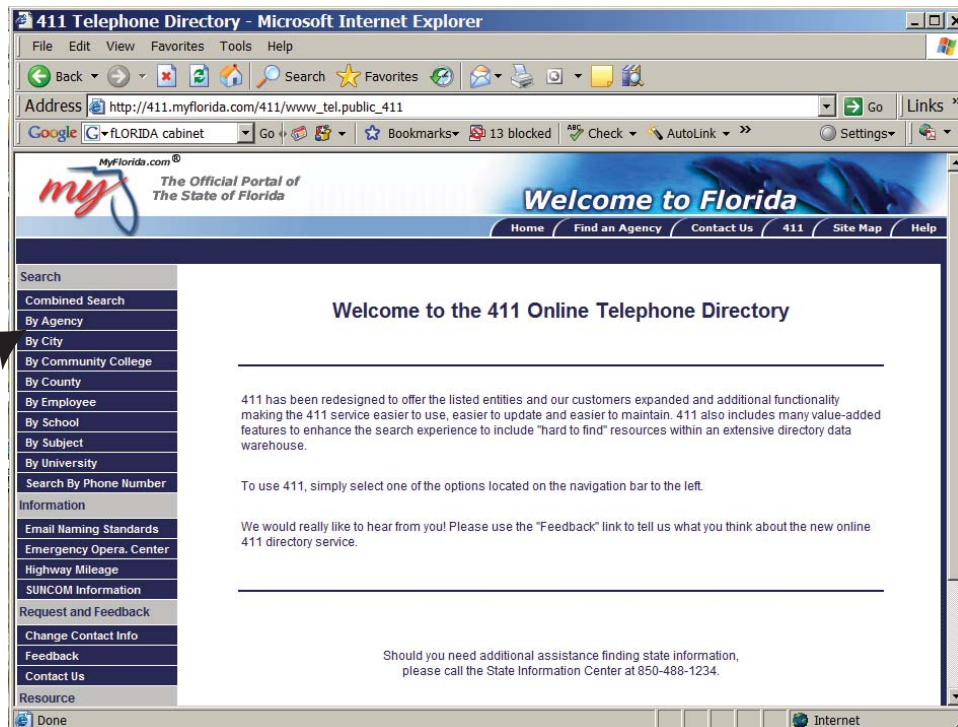 411 Telephone Directory - Microsoft Internet Explorer
File Edit View Favorites Tools Help
Back Search Favorites
Address http://411.myflorida.com/411/www_tel.public_411 Go Links »
Google G fLORIDA cabinet Go Bookmarks 13 blocked ABC Check AutoLink » Settings
MyFlorida.com®
my
The Official Portal of
The State of Florida
Welcome to Florida
Home Find an Agency Contact Us 411 Site Map Help
Search
Combined Search
By Agency
By City
By Community College
By County
By Employee
By School
By Subject
By University
Search By Phone Number
Information
Email Naming Standards
Emergency Opera. Center
Highway Mileage
SUNCOM Information
Request and Feedback
Change Contact Info
Feedback
Contact Us
Resource
Welcome to the 411 Online Telephone Directory
411 has been redesigned to offer the listed entities and our customers expanded and additional functionality
making the 411 service easier to use, easier to update and easier to maintain. 411 also includes many value-added
features to enhance the search experience to include "hard to find" resources within an extensive directory data
warehouse.
To use 411, simply select one of the options located on the navigation bar to the left.
We would really like to hear from you! Please use the "Feedback" link to tell us what you think about the new online
411 directory service.
Should you need additional assistance finding state information,
please call the State Information Center at 850-488-1234.
Done Internet